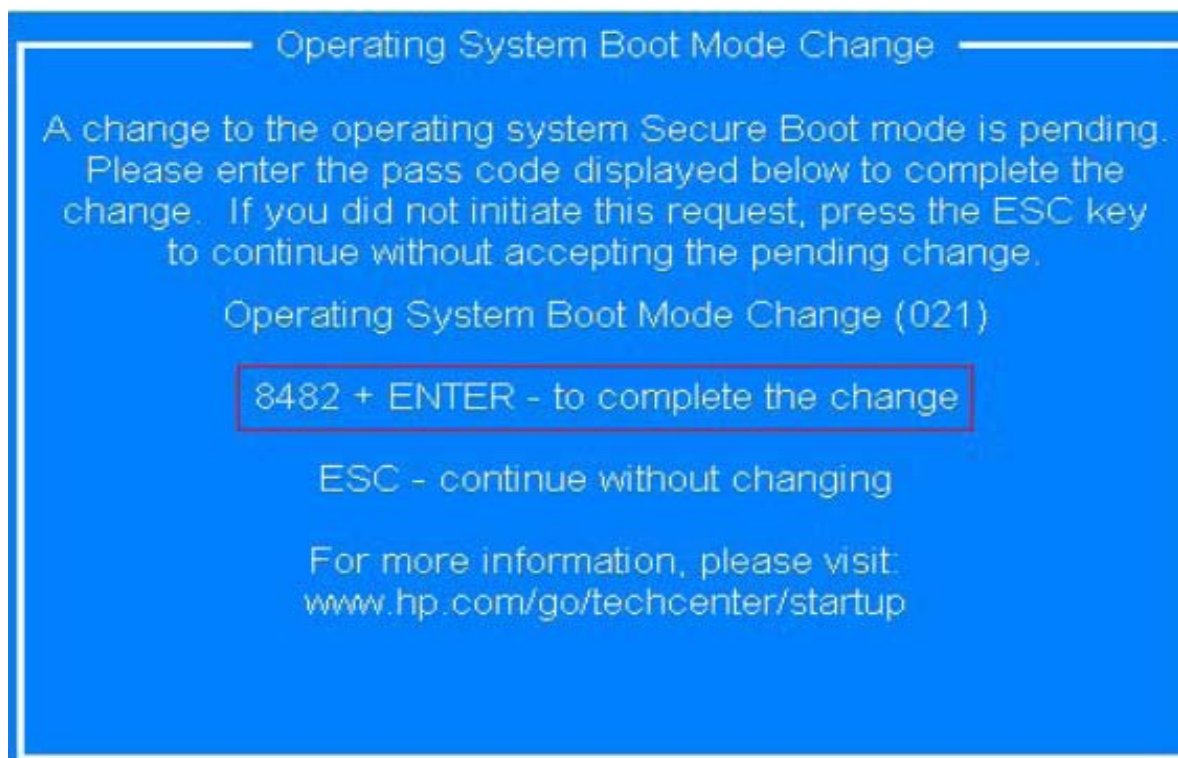 Operating System Boot Mode Change
A change to the operating system Secure Boot mode is pending.
Please enter the pass code displayed below to complete the
change. If you did not initiate this request, press the ESC key
to continue without accepting the pending change.
Operating System Boot Mode Change (021)
8482 + ENTER - to complete the change
ESC - continue without changing
For more information, please visit:
www.hp.com/go/techcenter/startup